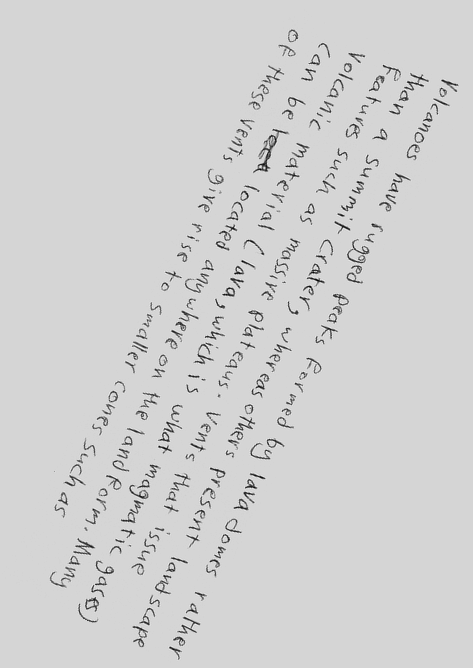 Volcanoes have rugged peaks formed by lava domes rather
than a summit crater, whereas others present landscape
features such as massive plateaus. Vents that issue
volcanic material (lava, which is what magmatic gases)
can be located anywhere on the landform. Many
of these vents give rise to smaller cones such as